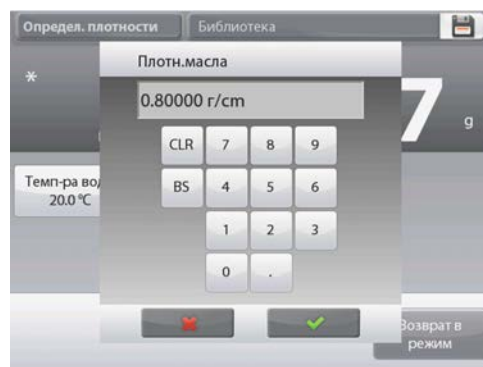 Определ. плотности
Библиотека
Плотн.масла
*
0.80000 г/cm
7
g
CLR 7 8 9
Темп-ра
20.0 °C
BS 4 5 6
1 2 3
0 .
Возврат в
режим